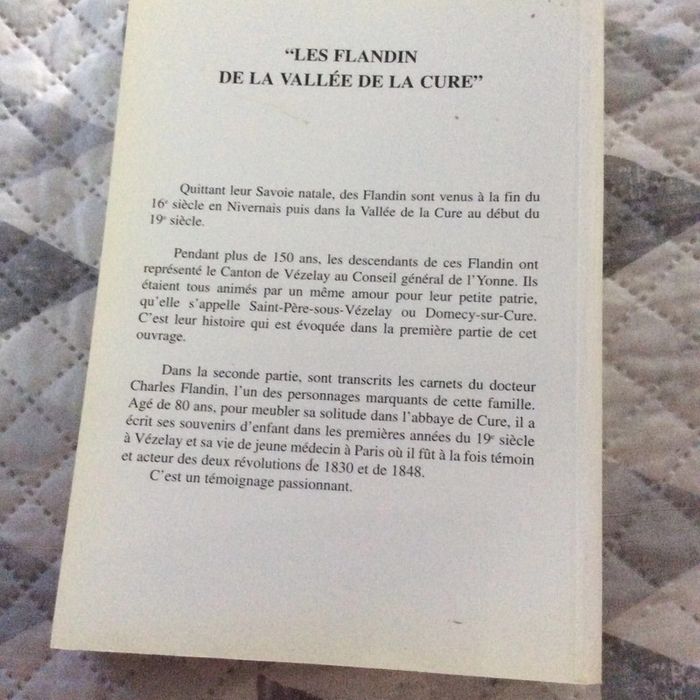 “LES FLANDIN
DE LA VALLÉE DE LA CURE”
Quittant leur Savoie natale, des Flandin sont venus à la fin du
16e siècle en Nivernais puis dans la Vallée de la Cure au début du
19e siècle.
Pendant plus de 150 ans, les descendants de ces Flandin ont
représenté le Canton de Vézelay au Conseil général de l’Yonne. Ils
étaient tous animés par un même amour pour leur petite patrie,
qu’elle s’appelle Saint-Père-sous-Vézelay ou Domecy-sur-Cure.
C’est leur histoire qui est évoquée dans la première partie de cet
ouvrage.
Dans la seconde partie, sont transcrits les carnets du docteur
Charles Flandin, l’un des personnages marquants de cette famille.
Agé de 80 ans, pour meubler sa solitude dans l’abbaye de Cure, il a
écrit ses souvenirs d’enfant dans les premières années du 19e siècle
à Vézelay et sa vie de jeune médecin à Paris où il fût à la fois témoin
et acteur des deux révolutions de 1830 et de 1848.
C’est un témoignage passionnant.